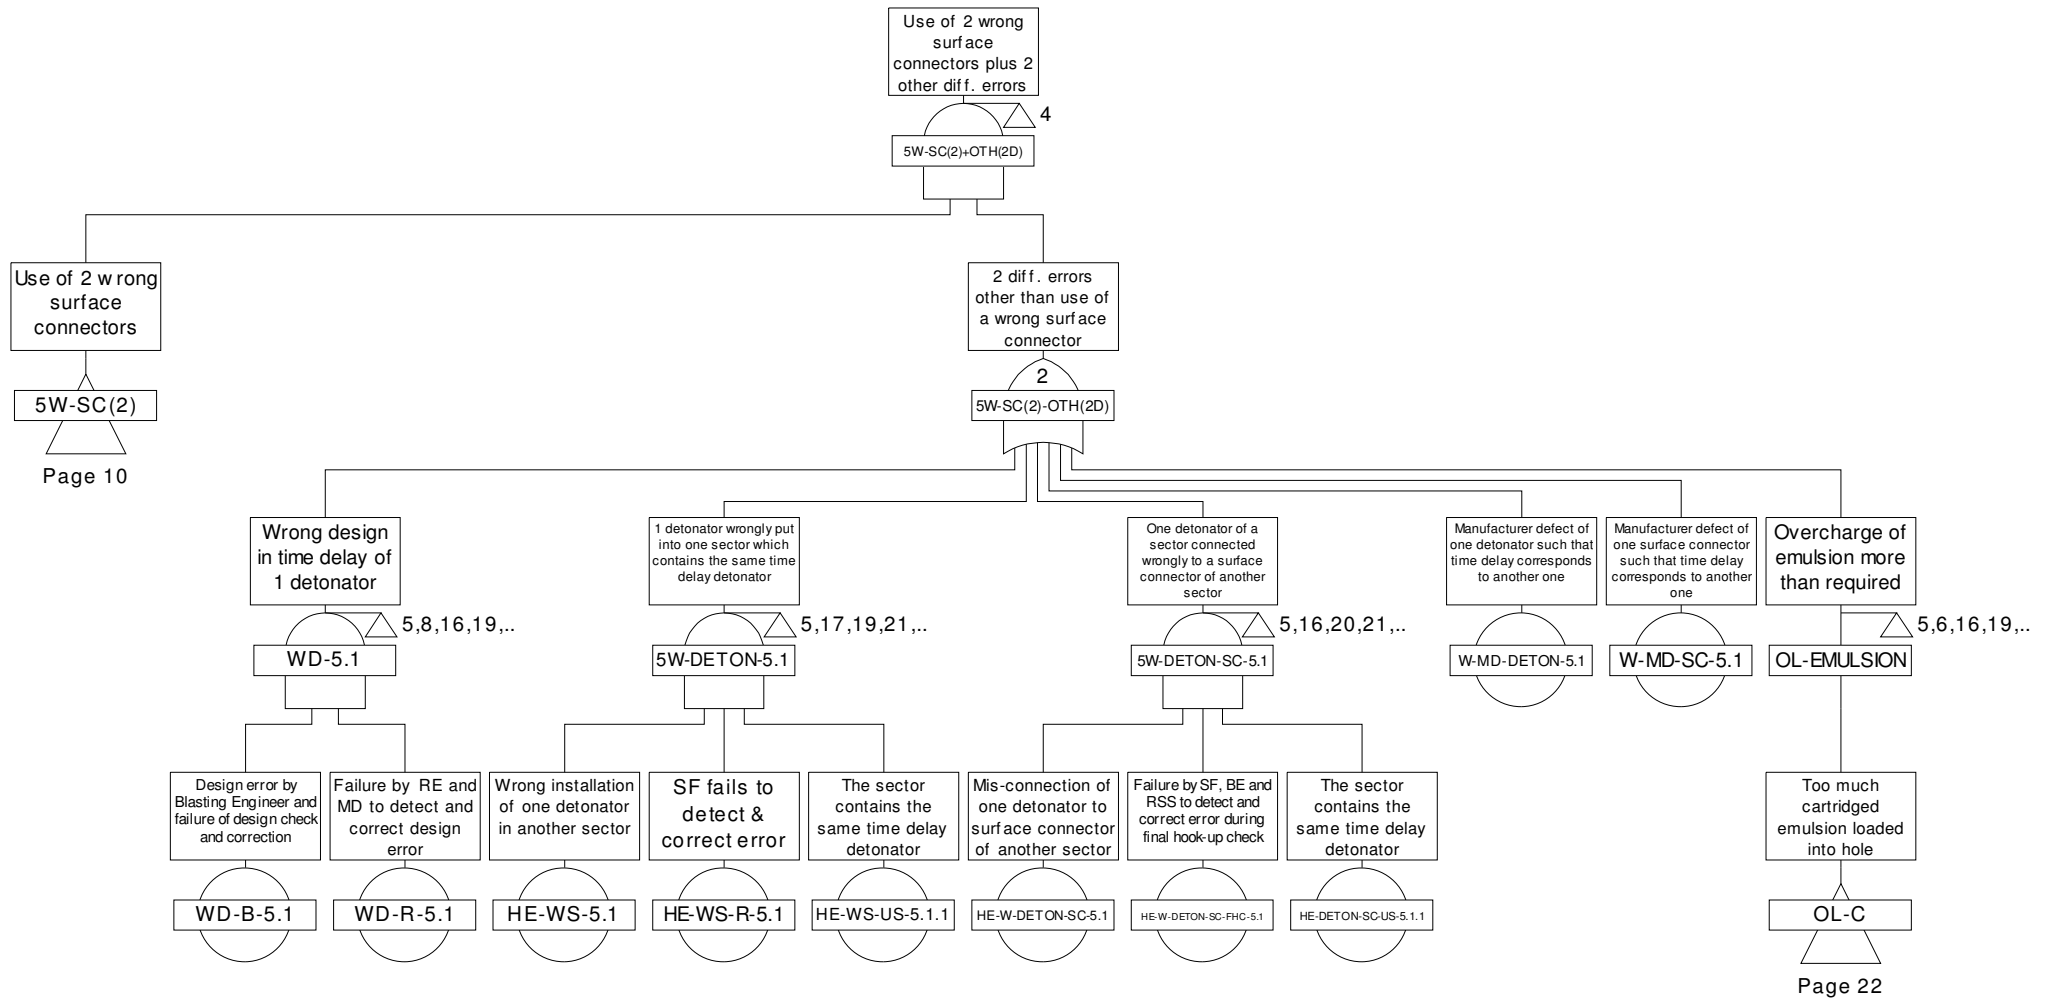 Use of 2 wrong
surface
connectors plus 2
other diff. errors
4
5W-SC(2)+OTH(2D)
Use of 2 wrong
surface
connectors
5W-SC(2)
Page 10
2 diff. errors
other than use of
a wrong surface
connector
2
5W-SC(2)-OTH(2D)
Wrong design
in time delay of
1 detonator
5,8,16,19,..
WD-5.1
1 detonator wrongly put
into one sector which
contains the same time
delay detonator
5,17,19,21,..
5W-DETON-5.1
One detonator of a
sector connected
wrongly to a surface
connector of another
sector
5,16,20,21,..
5W-DETON-SC-5.1
Manufacturer defect of
one detonator such that
time delay corresponds
to another one
W-MD-DETON-5.1
Manufacturer defect of
one surface connector
such that time delay
corresponds to another
one
W-MD-SC-5.1
Overcharge of
emulsion more
than required
5,6,16,19,..
OL-EMULSION
Design error by
Blasting Engineer and
failure of design check
and correction
WD-B-5.1
Failure by RE and
MD to detect and
correct design
error
WD-R-5.1
Wrong installation
of one detonator
in another sector
HE-WS-5.1
SF fails to
detect &
correct error
HE-WS-R-5.1
The sector
contains the
same time delay
detonator
HE-WS-US-5.1.1
Mis-connection of
one detonator to
surface connector
of another sector
HE-W-DETON-SC-5.1
Failure by SF, BE and
RSS to detect and
correct error during
final hook-up check
HE-W-DETON-SC-FHC-5.1
The sector
contains the
same time delay
detonator
HE-DETON-SC-US-5.1.1
Too much
cartridged
emulsion loaded
into hole
OL-C
Page 22